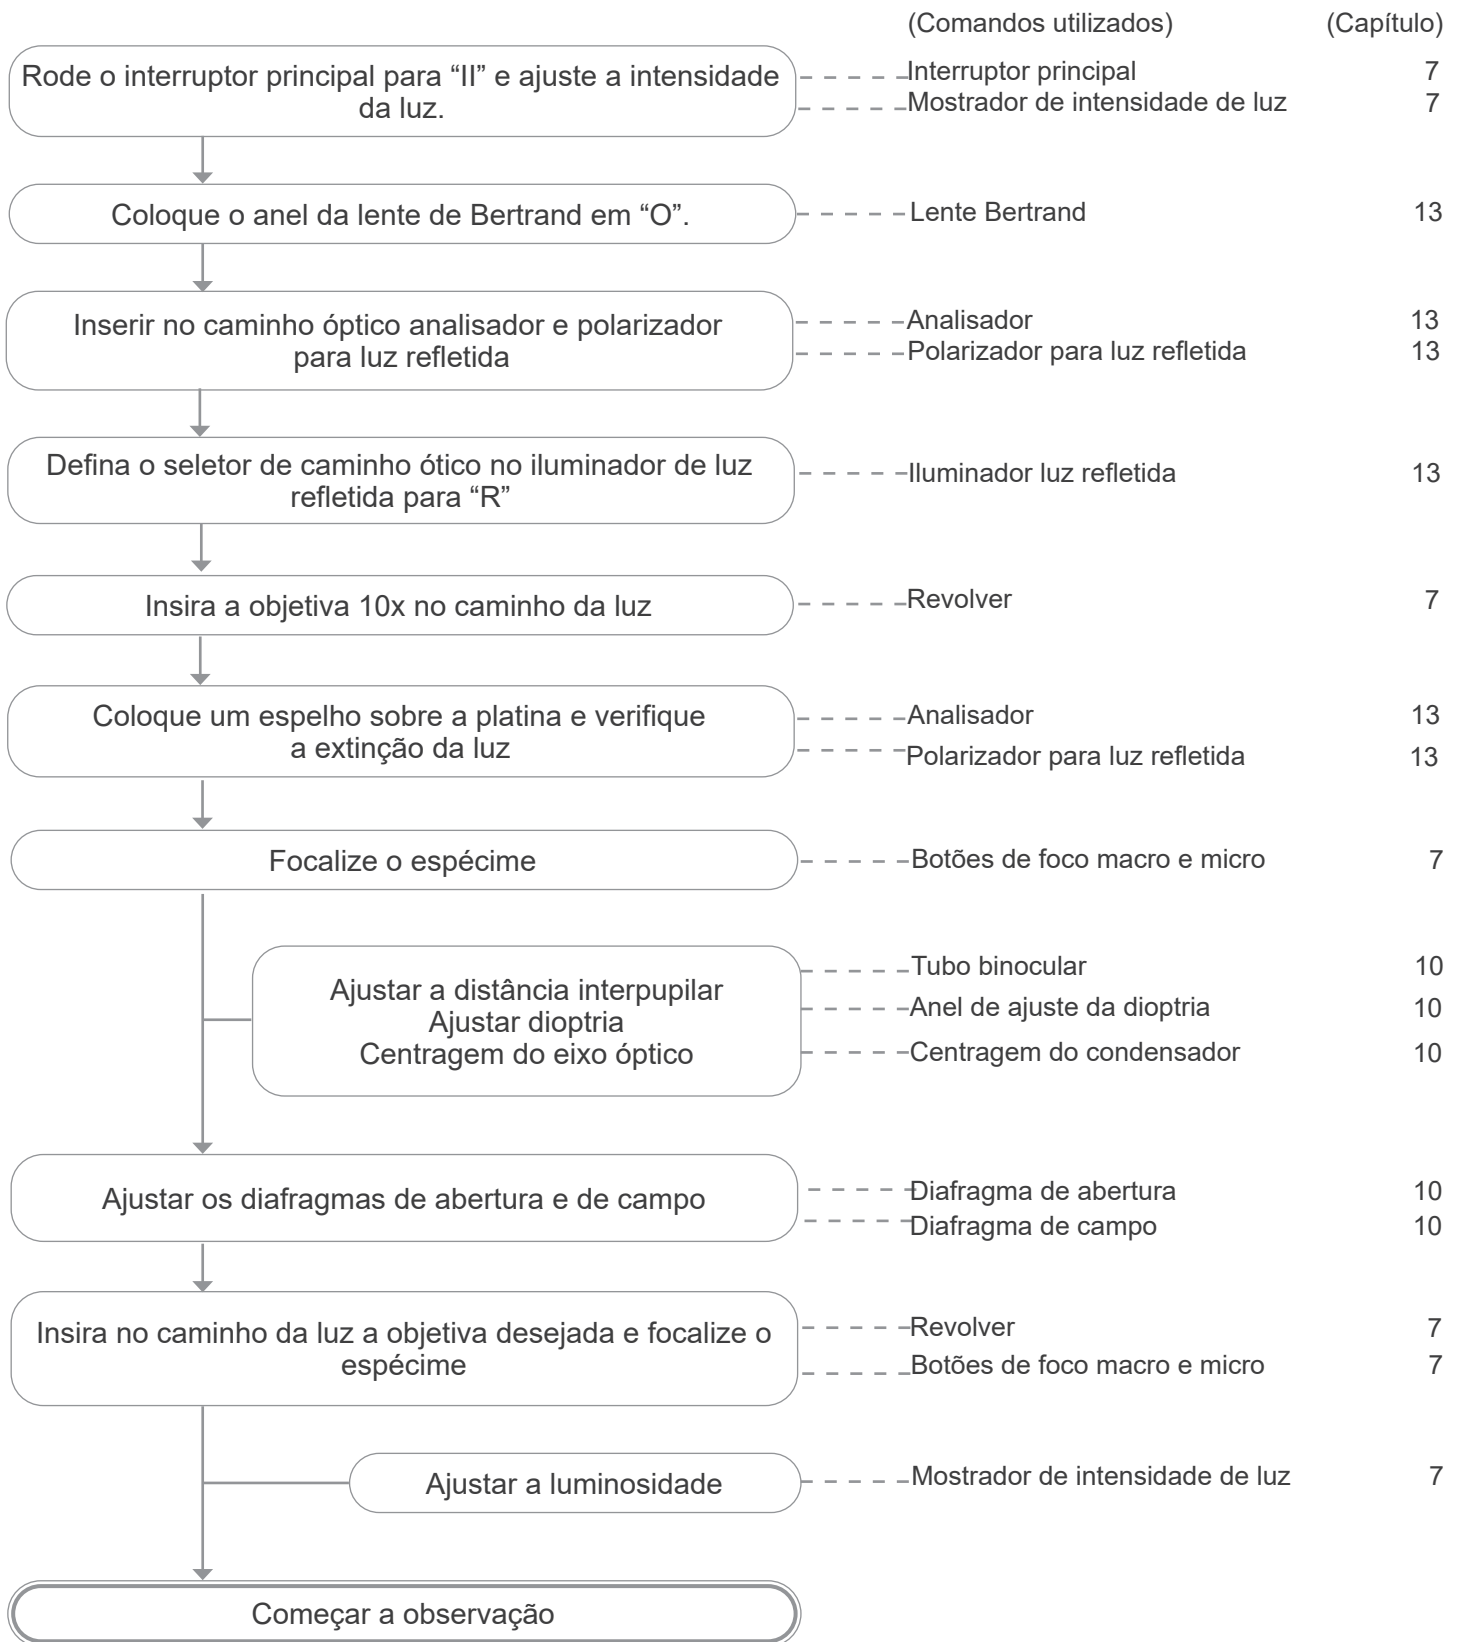 (Comandos utilizados) (Capítulo)
Rode o interruptor principal para “II” e ajuste a intensidade
da luz.
Interruptor principal 7
Mostrador de intensidade de luz 7
Coloque o anel da lente de Bertrand em “O”.
Lente Bertrand 13
Inserir no caminho óptico analisador e polarizador
para luz refletida
Analisador 13
Polarizador para luz refletida 13
Defina o seletor de caminho ótico no iluminador de luz
refletida para “R”
Iluminador luz refletida 13
Insira a objetiva 10x no caminho da luz
Revolver 7
Coloque um espelho sobre a platina e verifique
a extinção da luz
Analisador 13
Polarizador para luz refletida 13
Focalize o espécime
Botões de foco macro e micro 7
Ajustar a distância interpupilar
Ajustar dioptria
Centragem do eixo óptico
Tubo binocular 10
Anel de ajuste da dioptria 10
Centragem do condensador 10
Ajustar os diafragmas de abertura e de campo
Diafragma de abertura 10
Diafragma de campo 10
Insira no caminho da luz a objetiva desejada e focalize o
espécime
Revolver 7
Botões de foco macro e micro 7
Ajustar a luminosidade
Mostrador de intensidade de luz 7
Começar a observação